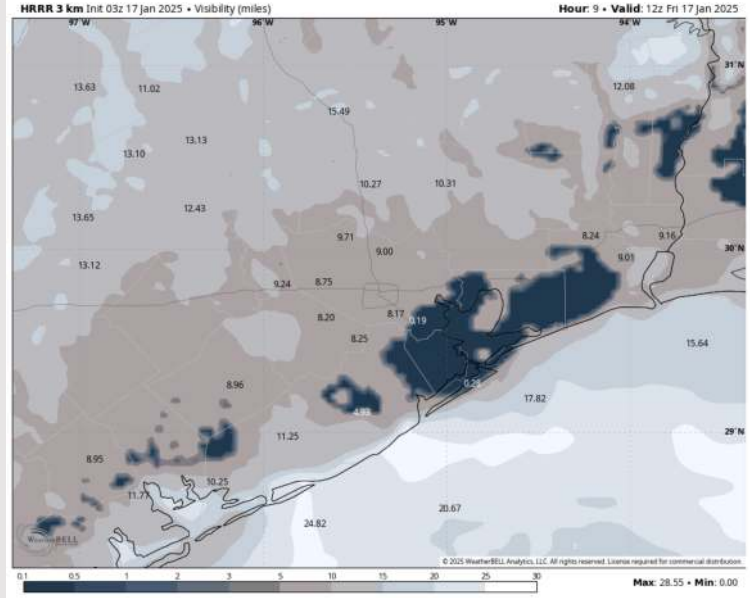 HRRR 3 km Init 03z 17 Jan 2025 • Visibility (miles) Hour: 9 • Valid: 12z Fri 17 Jan 2025
97°W 96°W 95°W 94°W
31°N
13.63 11.02 12.08
15.49
13.13
13.10
10.27 10.31
12.43
13.65
9.71 8.24 9.16
30°N
9.00 9.01
13.12
9.24 8.75
8.20 8.17 0.19
8.25 15.64
8.96
0.25
17.82
4.93
11.25 29°N
8.95
10.25
11.77
20.67
24.82
WeatherBELL
© 2025 WeatherBELL Analytics, LLC. All rights reserved. License required for commercial distribution.
0.1 0.5 1 2 3 5 10 15 20 25 30
Max: 28.55 • Min: 0.00